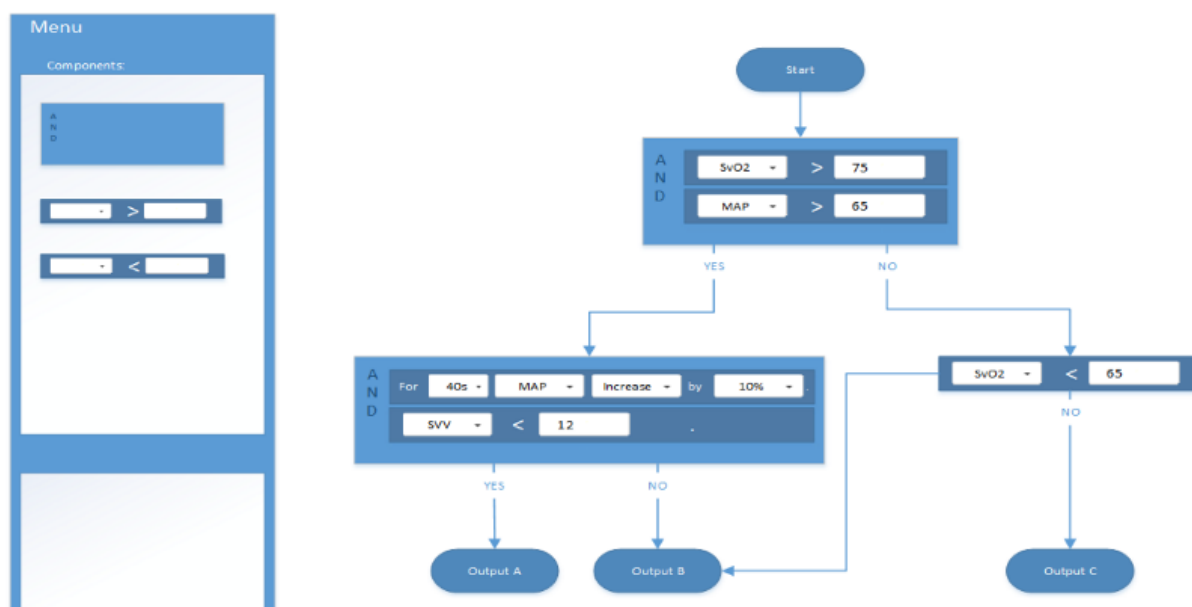 Menu
Components:
A
N
D
>
<
Start
A
N
D
SvO2 > 75
MAP > 65
YES
NO
A
N
D
For 40s MAP Increase by 10% .
SVV < 12 .
YES
NO
SvO2 < 65
NO
Output A
Output B
Output C